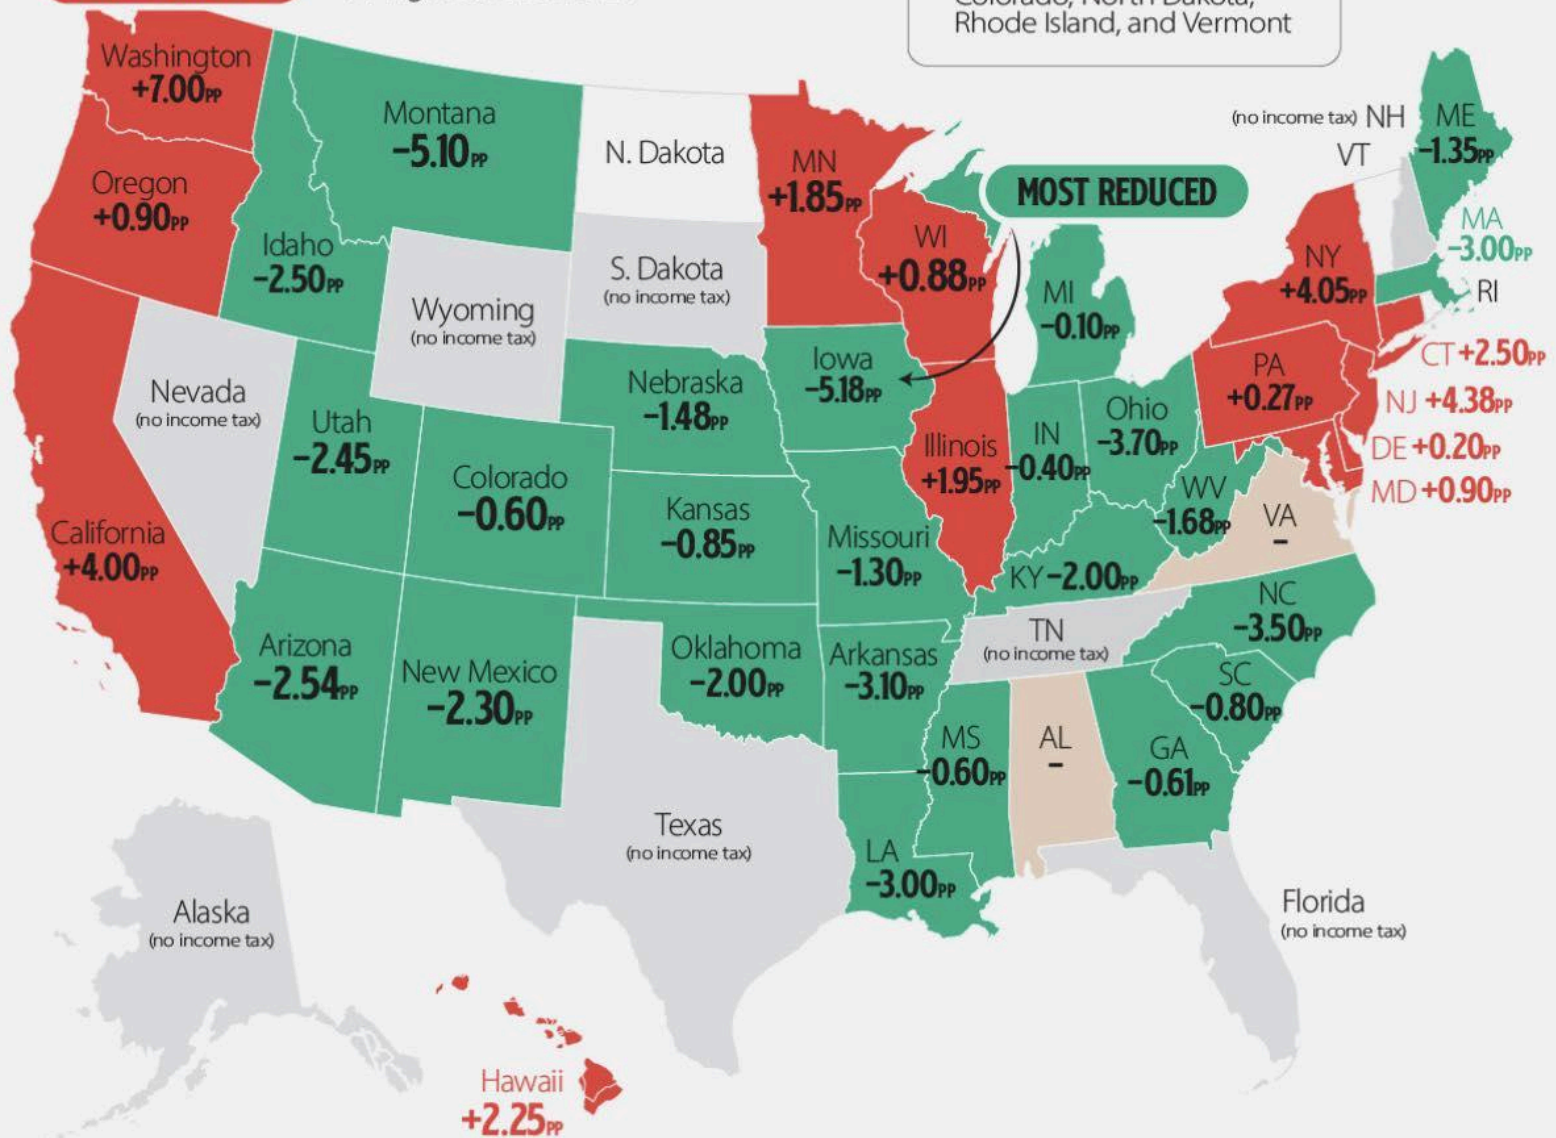 Colorado, North Dakota,
Rhode Island, and Vermont
Washington
+7.00PP
Oregon
+0.90PP
California
+4.00PP
Nevada
(no income tax)
Idaho
-2.50PP
Montana
-5.10PP
Wyoming
(no income tax)
Utah
-2.45PP
Colorado
-0.60PP
Arizona
-2.54PP
New Mexico
-2.30PP
N. Dakota
S. Dakota
(no income tax)
Nebraska
-1.48PP
Kansas
-0.85PP
Oklahoma
-2.00PP
Texas
(no income tax)
MN
+1.85PP
Iowa
-5.18PP
Missouri
-1.30PP
Arkansas
-3.10PP
LA
-3.00PP
WI
+0.88PP
MOST REDUCED
Illinois
+1.95PP
MI
-0.10PP
IN
-0.40PP
Ohio
-3.70PP
KY -2.00PP
TN
(no income tax)
MS
-0.60PP
AL
-
GA
-0.61PP
SC
-0.80PP
NC
-3.50PP
VA
-
WV
-1.68PP
PA
+0.27PP
NY
+4.05PP
(no income tax) NH
VT
ME
-1.35PP
MA
-3.00PP
RI
CT +2.50PP
NJ +4.38PP
DE +0.20PP
MD +0.90PP
Florida
(no income tax)
Alaska
(no income tax)
Hawaii
+2.25PP